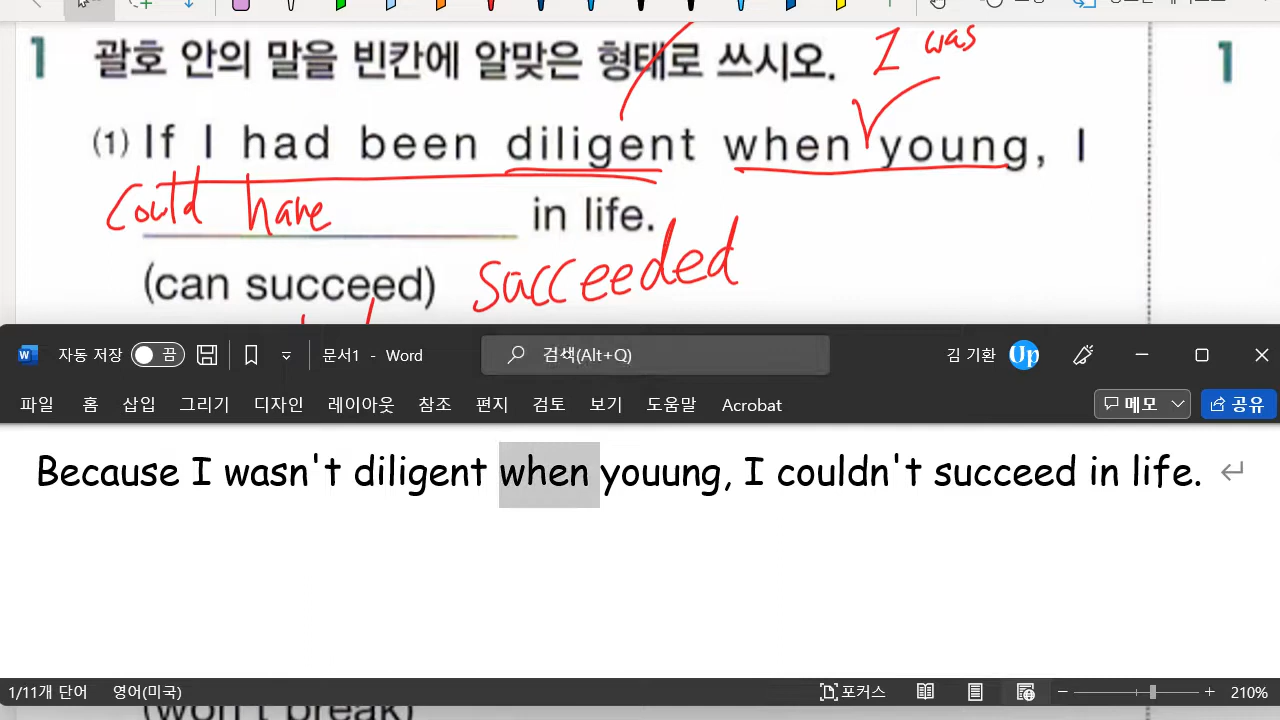 1 괄호 안의 말을 빈칸에 알맞은 형태로 쓰시오. I was 1
(1) If I had been diligent when young, I
could have in life.
(can succeed) succeeded
자동 저장 끔 문서1 - Word 검색(Alt+Q) 김 기환 Up
파일 홈 삽입 그리기 디자인 레이아웃 참조 편지 검토 보기 도움말 Acrobat 메모 공유
Because I wasn't diligent when youung, I couldn't succeed in life.
1/11개 단어 영어(미국) 포커스 210%
(won't break)